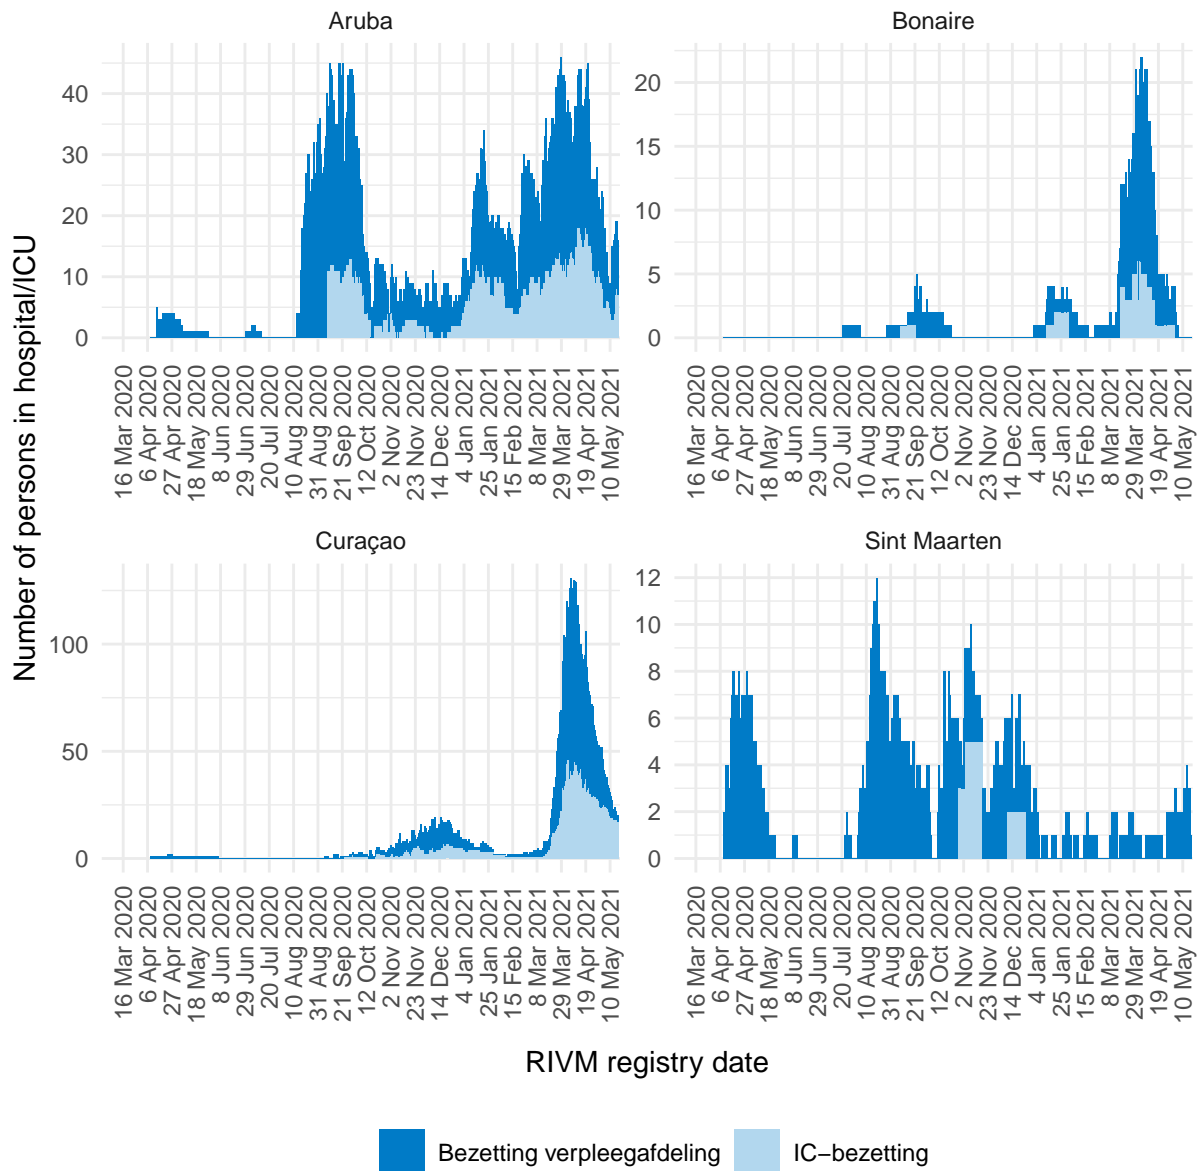 Aruba
Bonaire
40
30
20
10
0
20
15
10
5
0
16 Mar 2020
6 Apr 2020
27 Apr 2020
18 May 2020
8 Jun 2020
29 Jun 2020
20 Jul 2020
10 Aug 2020
31 Aug 2020
21 Sep 2020
12 Oct 2020
2 Nov 2020
23 Nov 2020
14 Dec 2020
4 Jan 2021
25 Jan 2021
15 Feb 2021
8 Mar 2021
29 Mar 2021
19 Apr 2021
10 May 2021
16 Mar 2020
6 Apr 2020
27 Apr 2020
18 May 2020
8 Jun 2020
29 Jun 2020
20 Jul 2020
10 Aug 2020
31 Aug 2020
21 Sep 2020
12 Oct 2020
2 Nov 2020
23 Nov 2020
14 Dec 2020
4 Jan 2021
25 Jan 2021
15 Feb 2021
8 Mar 2021
29 Mar 2021
19 Apr 2021
10 May 2021
Number of persons in hospital/ICU
Curaçao
Sint Maarten
100
50
0
12
10
8
6
4
2
0
16 Mar 2020
6 Apr 2020
27 Apr 2020
18 May 2020
8 Jun 2020
29 Jun 2020
20 Jul 2020
10 Aug 2020
31 Aug 2020
21 Sep 2020
12 Oct 2020
2 Nov 2020
23 Nov 2020
14 Dec 2020
4 Jan 2021
25 Jan 2021
15 Feb 2021
8 Mar 2021
29 Mar 2021
19 Apr 2021
10 May 2021
16 Mar 2020
6 Apr 2020
27 Apr 2020
18 May 2020
8 Jun 2020
29 Jun 2020
20 Jul 2020
10 Aug 2020
31 Aug 2020
21 Sep 2020
12 Oct 2020
2 Nov 2020
23 Nov 2020
14 Dec 2020
4 Jan 2021
25 Jan 2021
15 Feb 2021
8 Mar 2021
29 Mar 2021
19 Apr 2021
10 May 2021
RIVM registry date
Bezetting verpleegafdeling
IC−bezetting